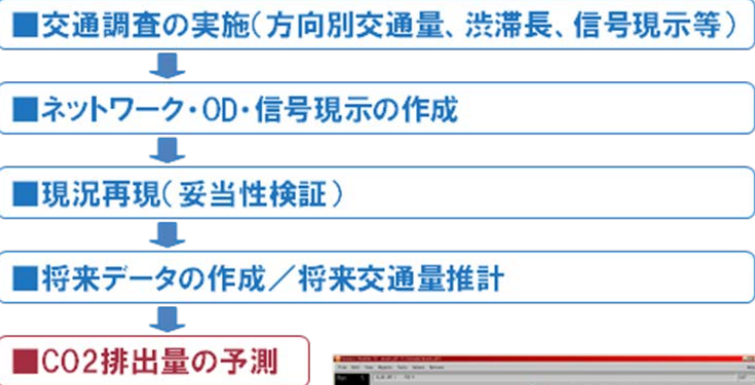 ■交通調査の実施(方向別交通量、渋滞長、信号現示等)
■ネットワーク・OD・信号現示の作成
■現況再現(妥当性検証)
■将来データの作成/将来交通量推計
■CO2排出量の予測